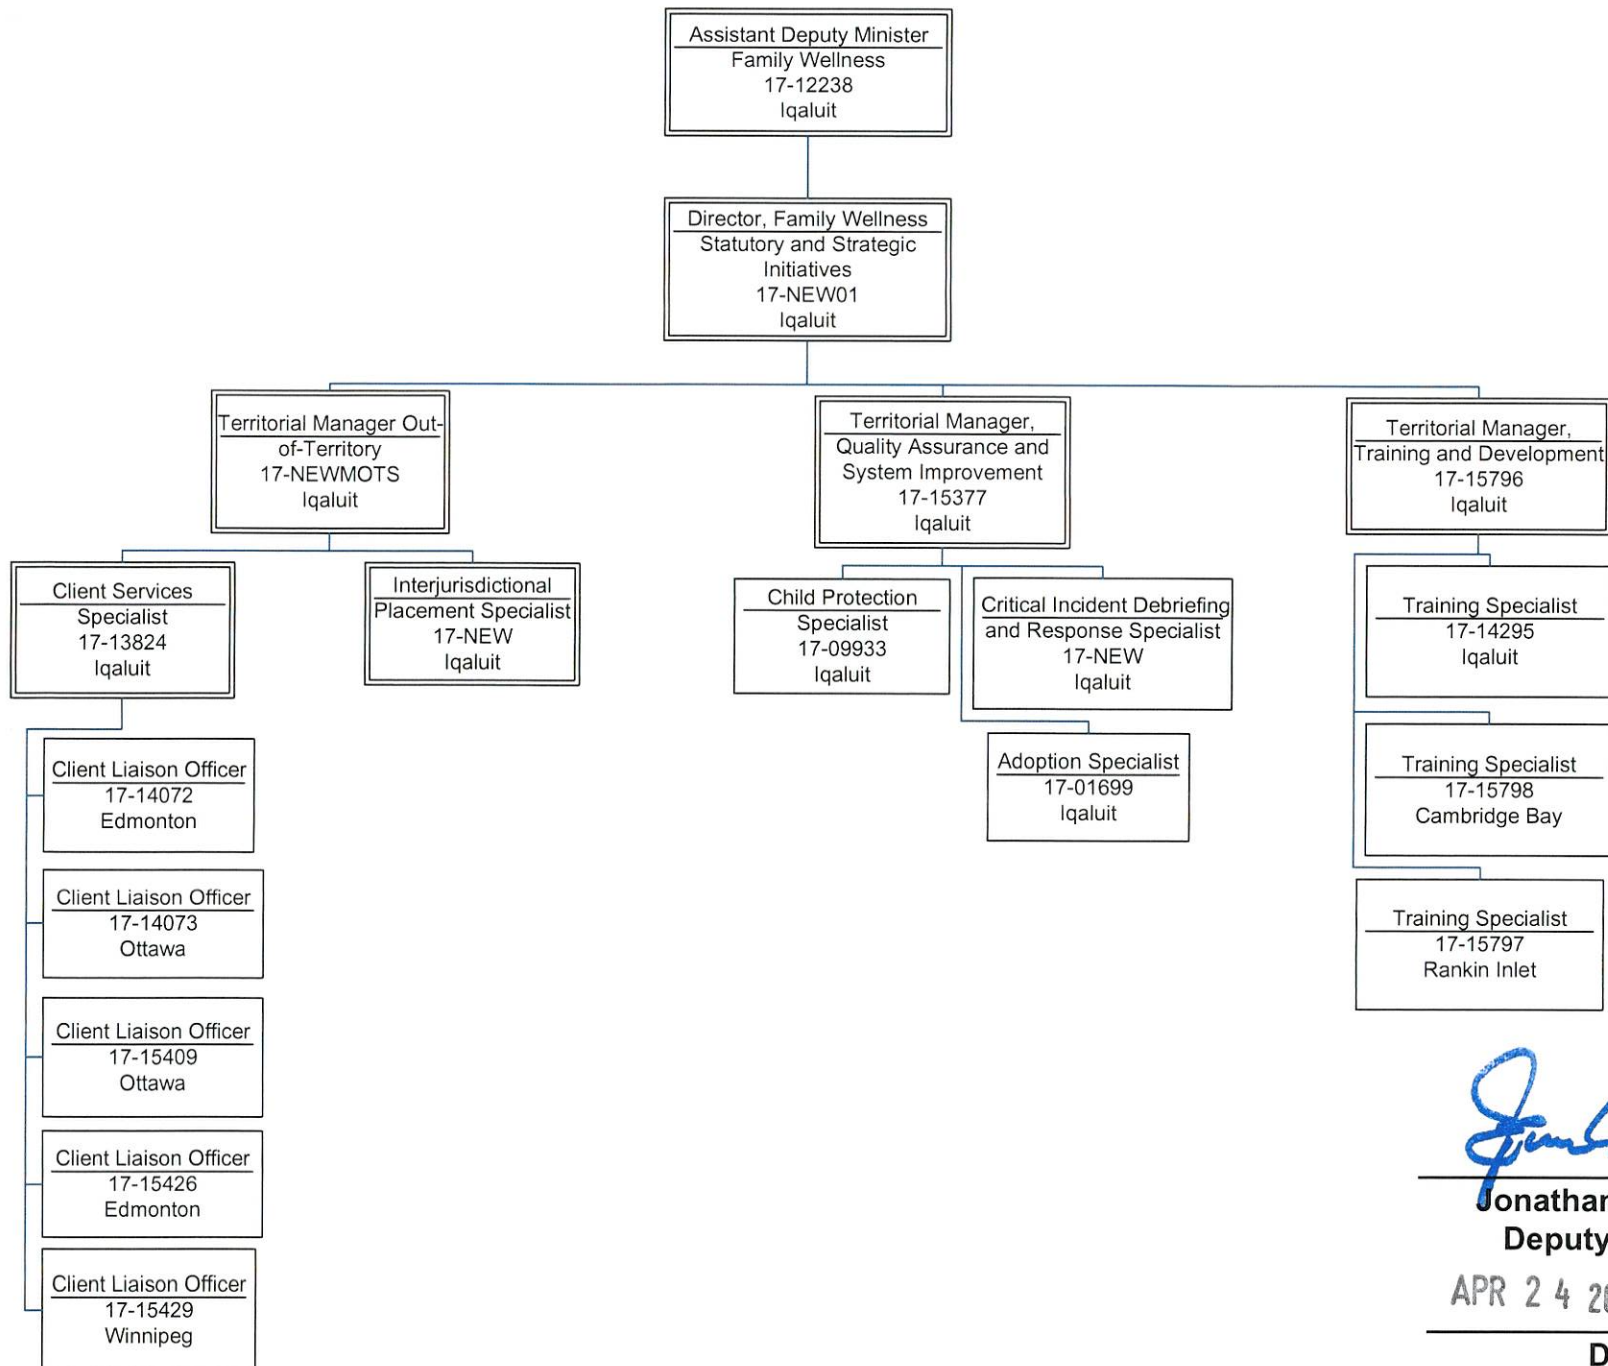 Assistant Deputy Minister
Family Wellness
17-12238
Iqaluit
Director, Family Wellness
Statutory and Strategic
Initiatives
17-NEW01
Iqaluit
Territorial Manager Out-
of-Territory
17-NEWMOTS
Iqaluit
Territorial Manager,
Quality Assurance and
System Improvement
17-15377
Iqaluit
Territorial Manager,
Training and Development
17-15796
Iqaluit
Client Services
Specialist
17-13824
Iqaluit
Interjurisdictional
Placement Specialist
17-NEW
Iqaluit
Child Protection
Specialist
17-09933
Iqaluit
Critical Incident Debriefing
and Response Specialist
17-NEW
Iqaluit
Adoption Specialist
17-01699
Iqaluit
Training Specialist
17-14295
Iqaluit
Training Specialist
17-15798
Cambridge Bay
Training Specialist
17-15797
Rankin Inlet
Client Liaison Officer
17-14072
Edmonton
Client Liaison Officer
17-14073
Ottawa
Client Liaison Officer
17-15409
Ottawa
Client Liaison Officer
17-15426
Edmonton
Client Liaison Officer
17-15429
Winnipeg
Deputy
APR 24